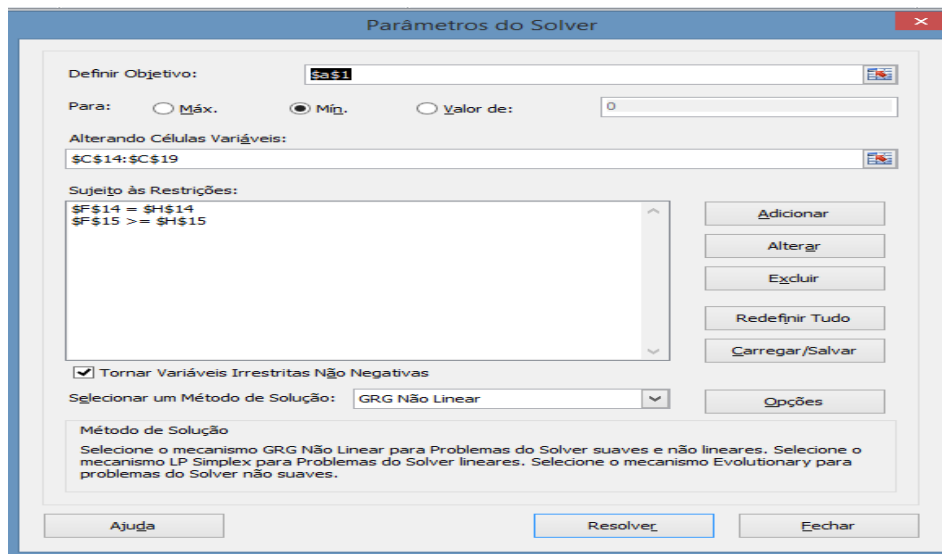 Parâmetros do Solver
Definir Objetivo: $a$1
Para: Máx. Mín. Valor de: 0
Alterando Células Variáveis:
$C$14:$C$19
Sujeito às Restrições:
$F$14 = $H$14
$F$15 >= $H$15
Adicionar
Alterar
Excluir
Redefinir Tudo
Carregar/Salvar
Tornar Variáveis Irrestritas Não Negativas
Selecionar um Método de Solução: GRG Não Linear Opções
Método de Solução
Selecione o mecanismo GRG Não Linear para Problemas do Solver suaves e não lineares. Selecione o
mecanismo LP Simplex para Problemas do Solver lineares. Selecione o mecanismo Evolutionary para
problemas do Solver não suaves.
Ajuda Resolver Fechar